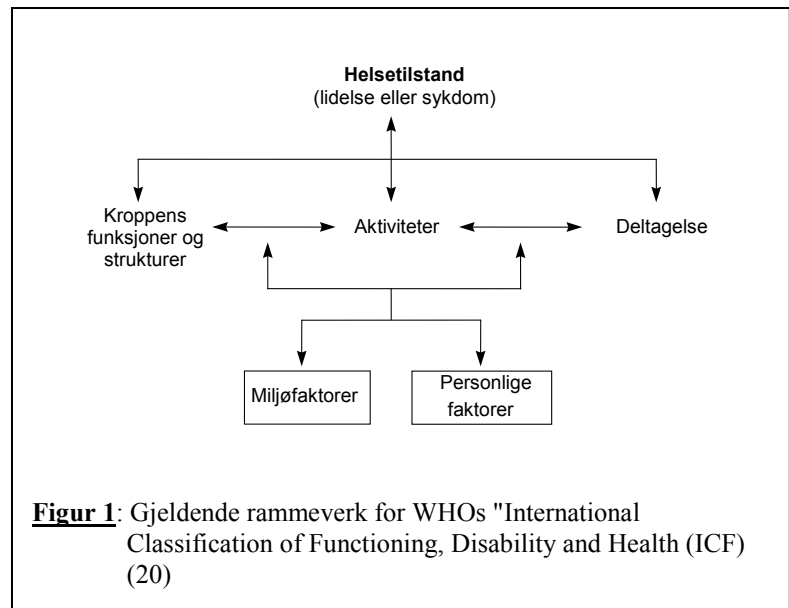 Helsetilstand
(lidelse eller sykdom)
Kroppens
funksjoner og
strukturer
Aktiviteter
Deltagelse
Miljøfaktorer
Personlige
faktorer
Figur 1: Gjeldende rammeverk for WHOs "International
Classification of Functioning, Disability and Health (ICF)
(20)